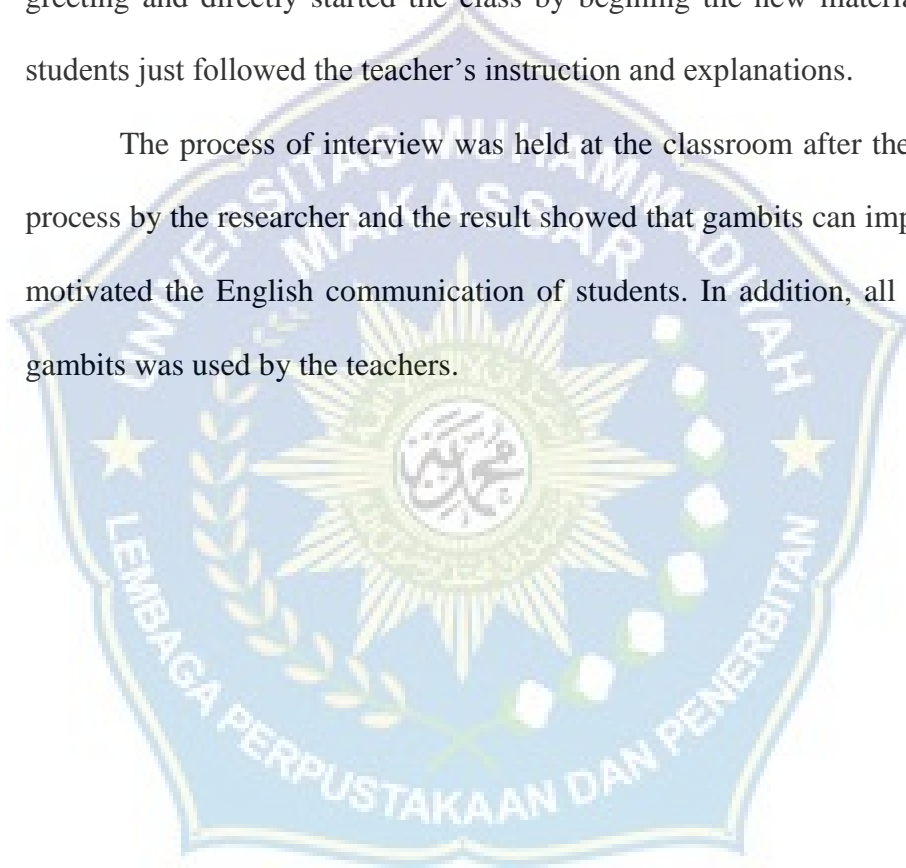 greeting and directly started the class by begining the new materia
students just followed the teacher’s instruction and explanations.
The process of interview was held at the classroom after the
process by the researcher and the result showed that gambits can imp
motivated the English communication of students. In addition, all
gambits was used by the teachers.
UNIVERSITAS MUHAMMADIYAH
MAKASSAR
LEMBAGA PERPUSTAKAAN DAN PENERBITAN